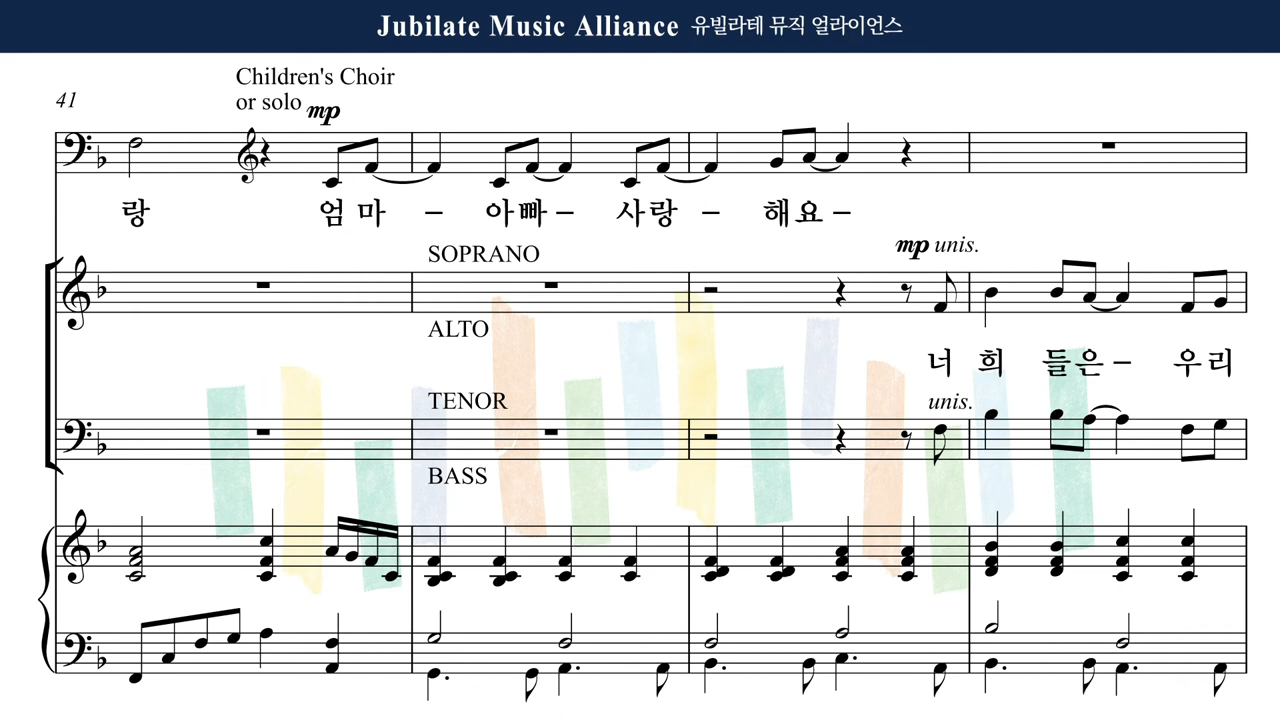 Jubilate Music Alliance 유빌라테 뮤직 얼라이언스
Children's Choir
or solo mp
41
랑 엄 마 – 아빠– 사랑 – 해요–
mp unis.
SOPRANO
ALTO
너 희 들은– 우리
TENOR
unis.
BASS